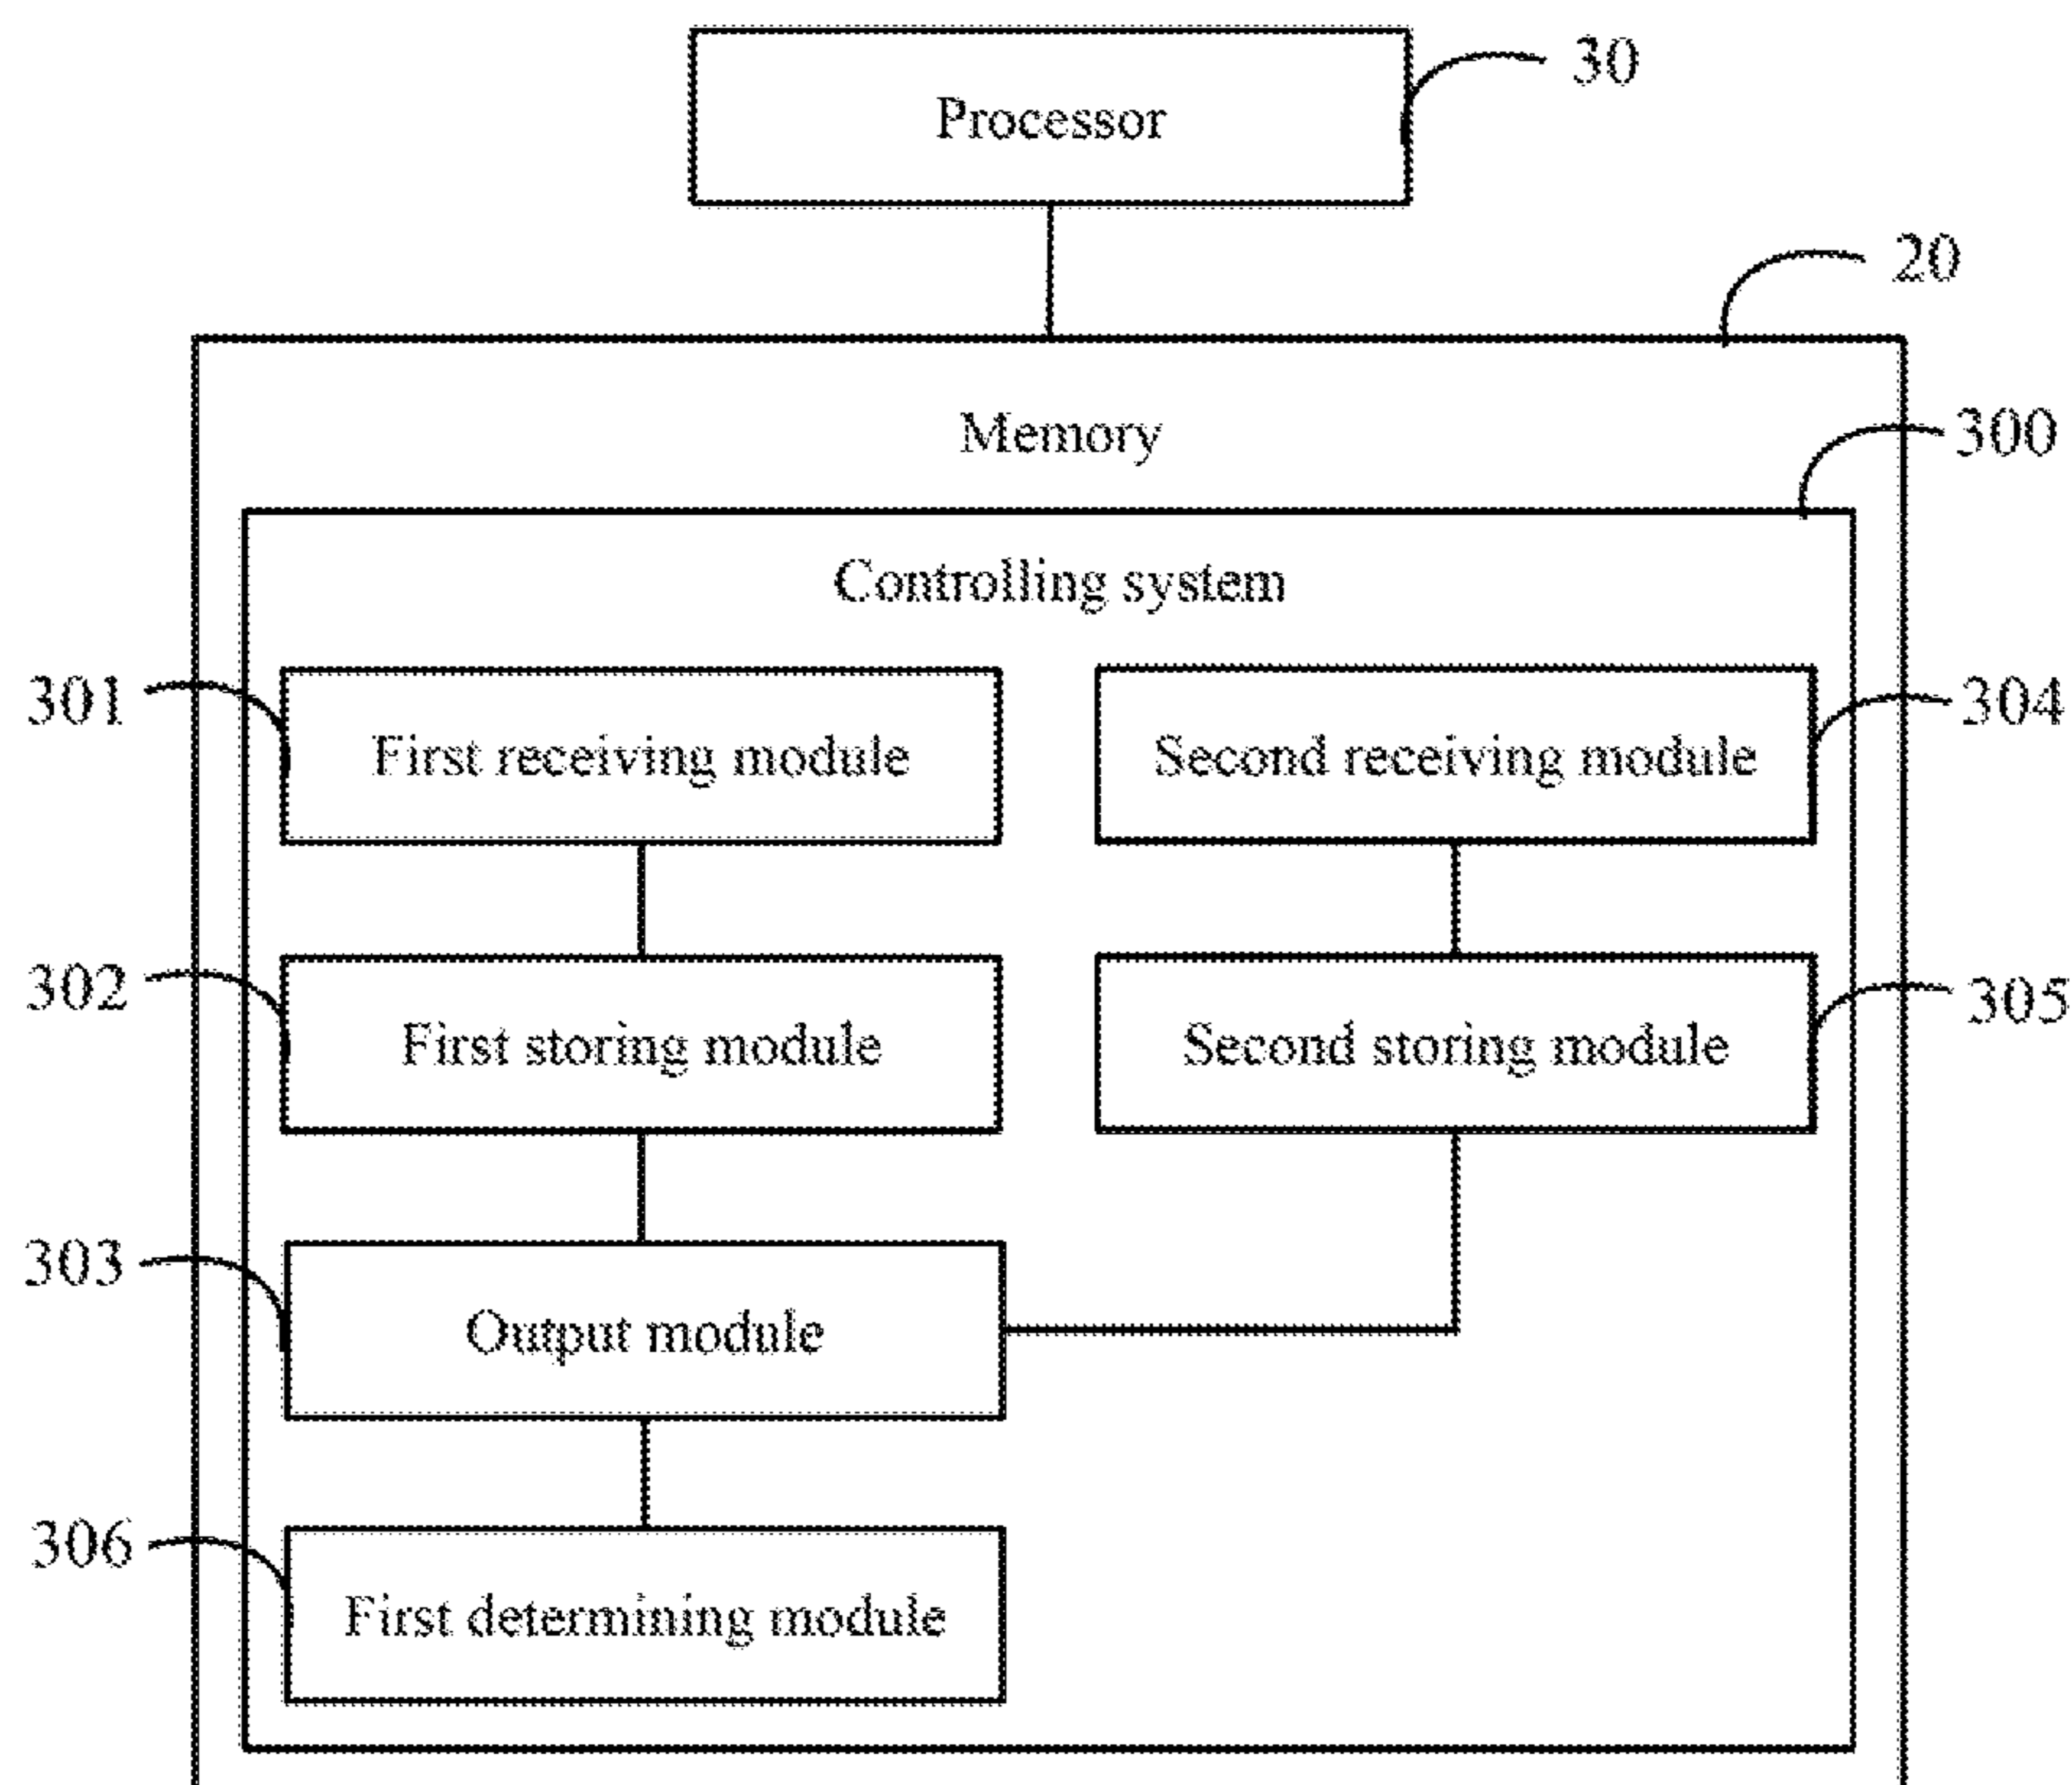 Processor
30
20
Memory
300
Controlling system
301
First receiving module
Second receiving module
304
302
First storing module
Second storing module
305
303
Output module
306
First determining module